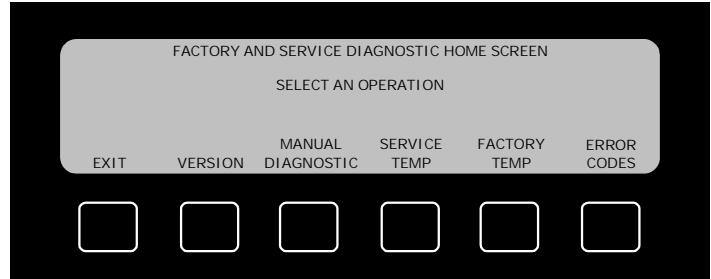 FACTORY AND SERVICE DIAGNOSTIC HOME SCREEN
SELECT AN OPERATION
MANUAL SERVICE FACTORY ERROR
EXIT VERSION DIAGNOSTIC TEMP TEMP CODES